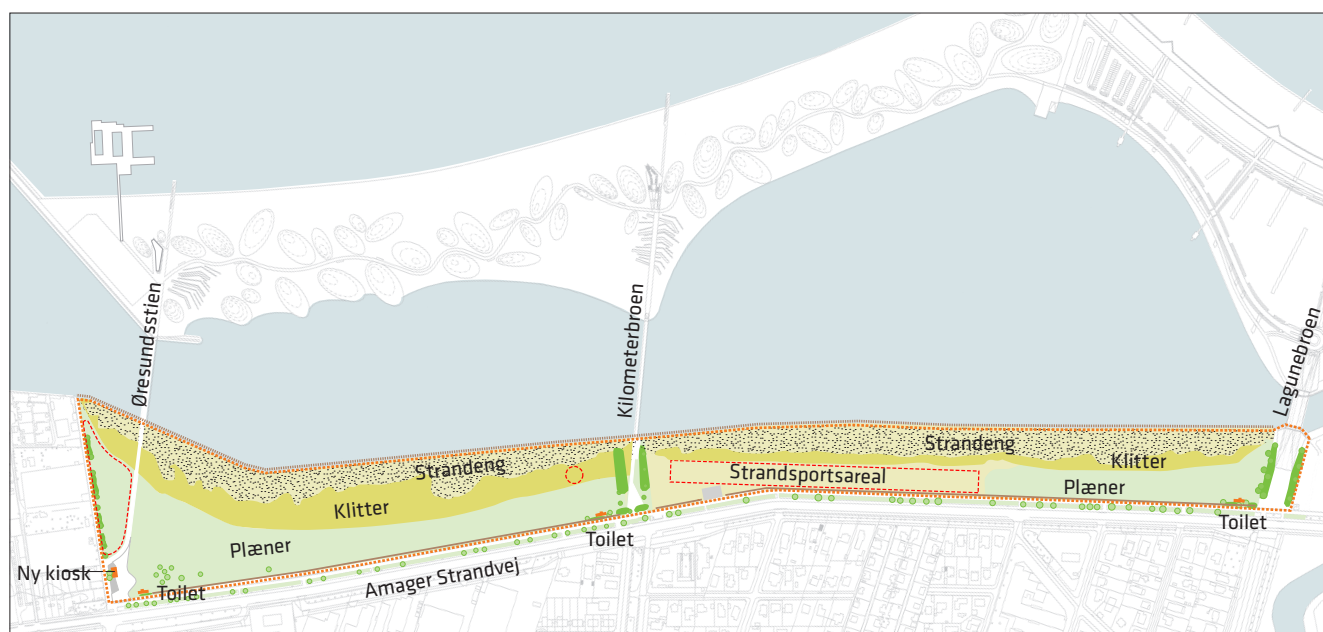 Øresundsstien
Kilometerbroen
Lagunebroen
Strandeng
Strandeng
Klitter
Strandsportsareal
Klitter
Plæner
Plæner
Toilet
Toilet
Ny kiosk
Toilet
Amager Strandvej